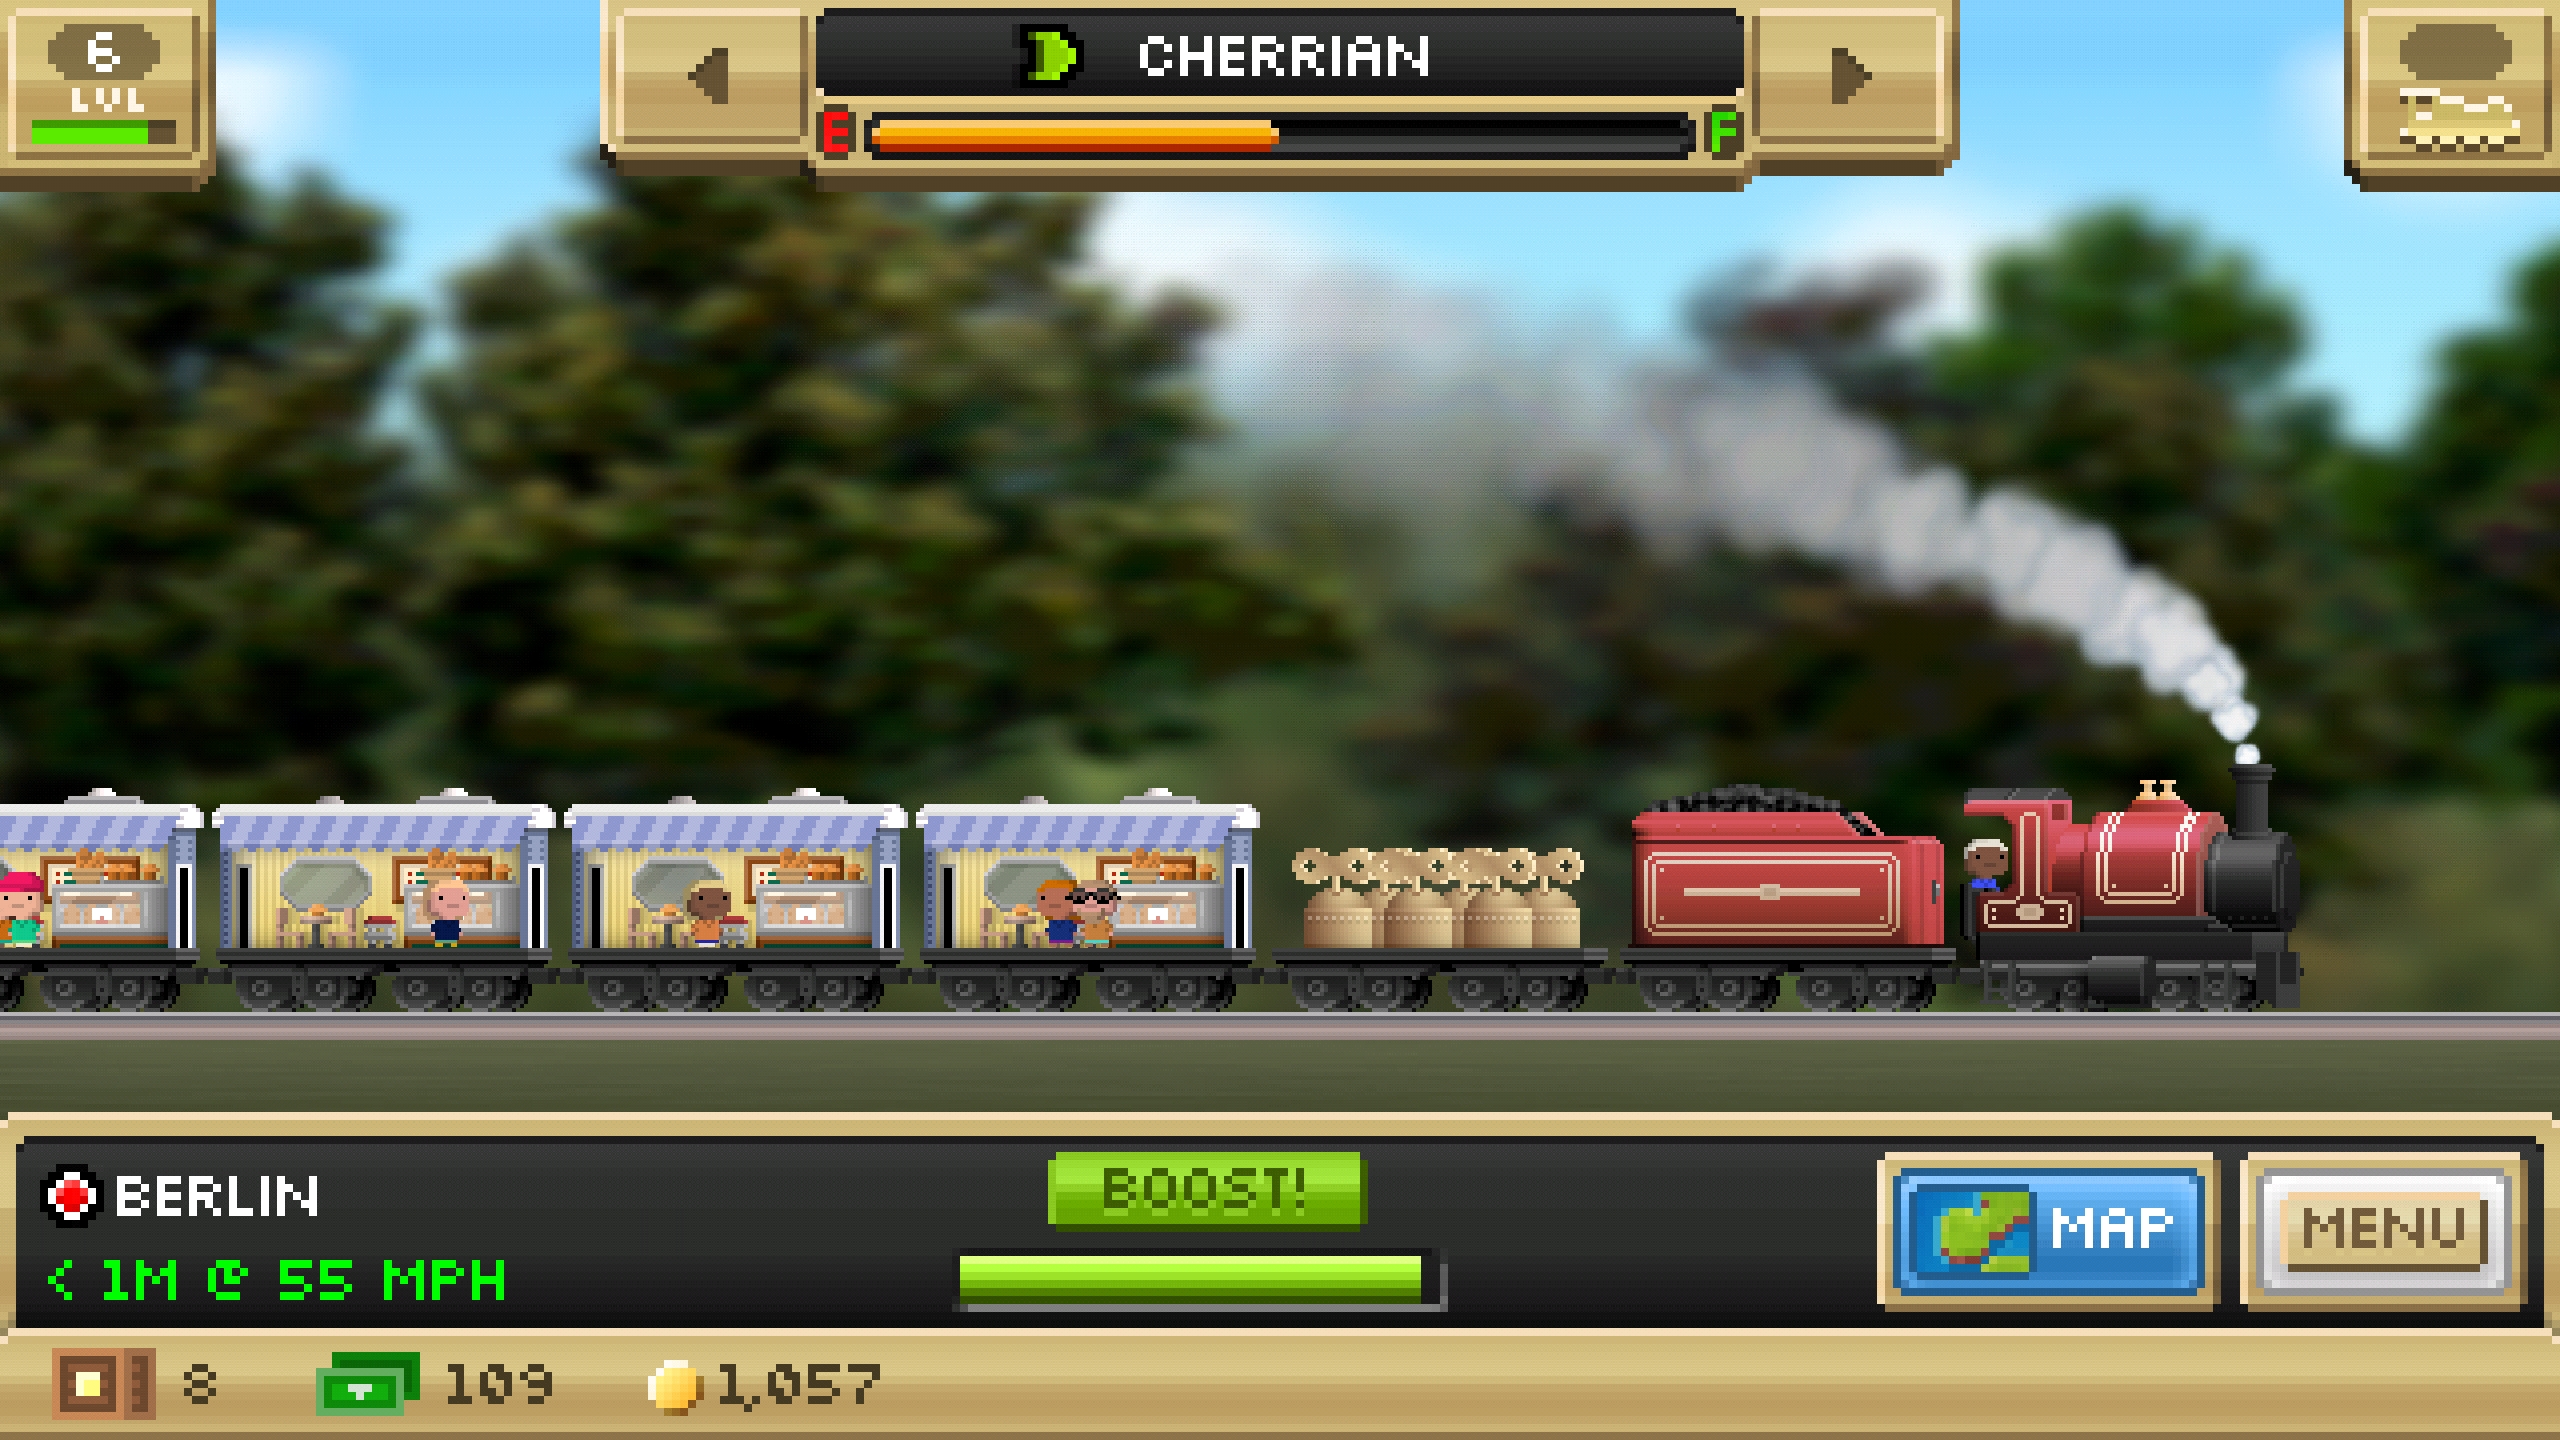 6
LVL
CHERRIAN
E F
BERLIN
BOOST!
< 1M @ 55 MPH
MAP
MENU
8 109 1,057